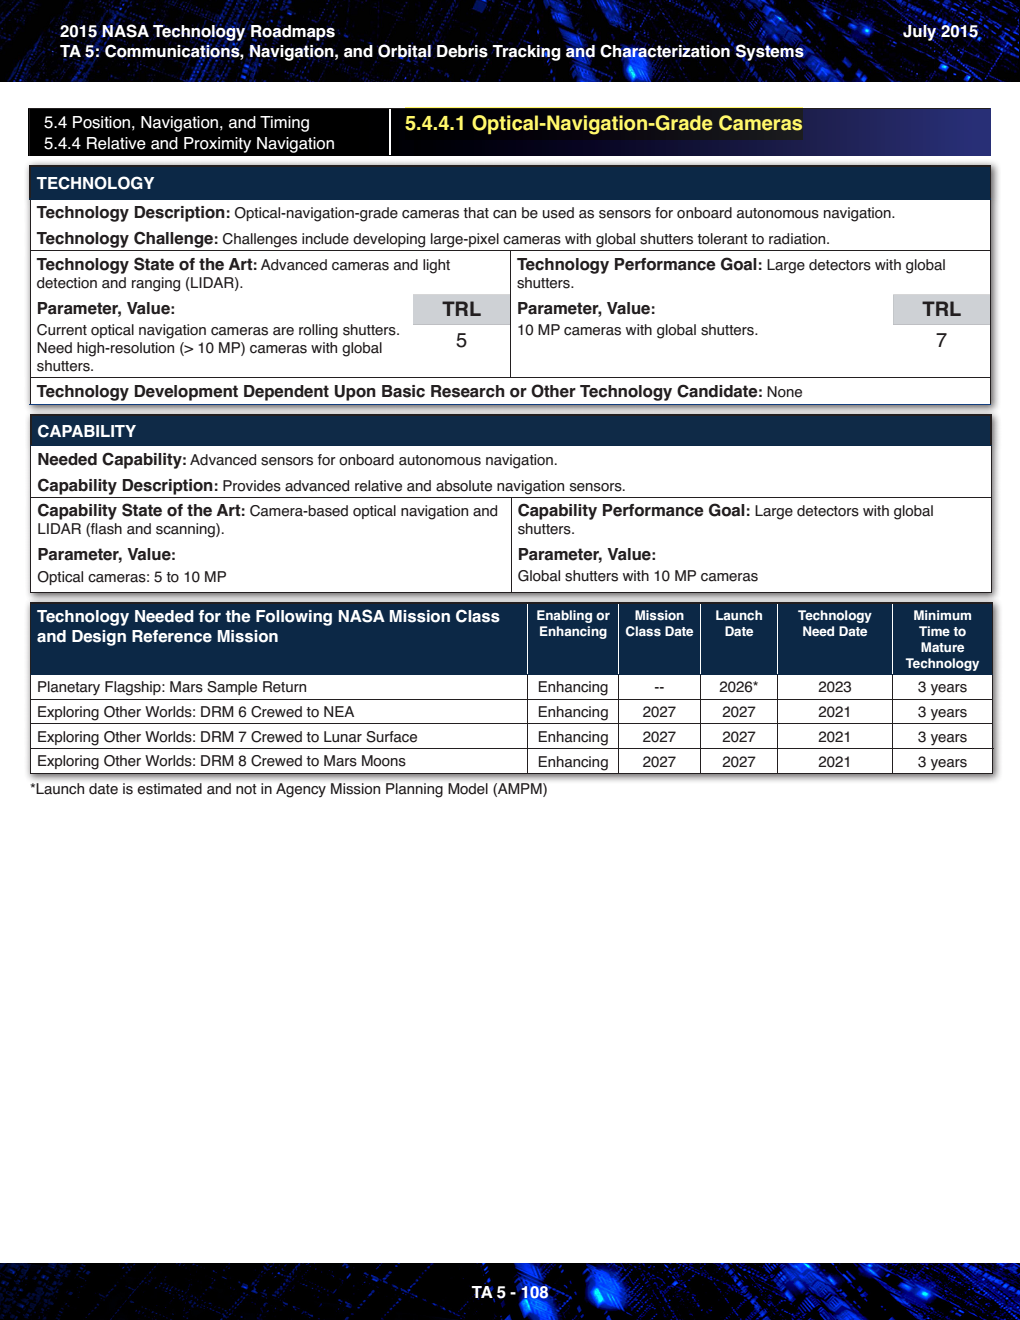 2015 NASA Technology Roadmaps
July 2015
TA 5: Communications, Navigation, and Orbital Debris Tracking and Characterization Systems
5.4 Position, Navigation, and Timing
5.4.4 Relative and Proximity Navigation
5.4.4.1 Optical-Navigation-Grade Cameras
TECHNOLOGY
Technology Description: Optical-navigation-grade cameras that can be used as sensors for onboard autonomous navigation.
Technology Challenge: Challenges include developing large-pixel cameras with global shutters tolerant to radiation.
Technology State of the Art: Advanced cameras and light
detection and ranging (LIDAR).
Parameter, Value:
Current optical navigation cameras are rolling shutters.
Need high-resolution (> 10 MP) cameras with global
shutters.
TRL
5
Technology Performance Goal: Large detectors with global
shutters.
Parameter, Value:
10 MP cameras with global shutters.
TRL
7
Technology Development Dependent Upon Basic Research or Other Technology Candidate: None
CAPABILITY
Needed Capability: Advanced sensors for onboard autonomous navigation.
Capability Description: Provides advanced relative and absolute navigation sensors.
Capability State of the Art: Camera-based optical navigation and
LIDAR (flash and scanning).
Parameter, Value:
Optical cameras: 5 to 10 MP
Capability Performance Goal: Large detectors with global
shutters.
Parameter, Value:
Global shutters with 10 MP cameras
Technology Needed for the Following NASA Mission Class
and Design Reference Mission
Enabling or
Enhancing
Mission
Class Date
Launch
Date
Technology
Need Date
Minimum
Time to
Mature
Technology
Planetary Flagship: Mars Sample Return Enhancing -- 2026* 2023 3 years
Exploring Other Worlds: DRM 6 Crewed to NEA Enhancing 2027 2027 2021 3 years
Exploring Other Worlds: DRM 7 Crewed to Lunar Surface Enhancing 2027 2027 2021 3 years
Exploring Other Worlds: DRM 8 Crewed to Mars Moons Enhancing 2027 2027 2021 3 years
*Launch date is estimated and not in Agency Mission Planning Model (AMPM)
TA 5 - 108